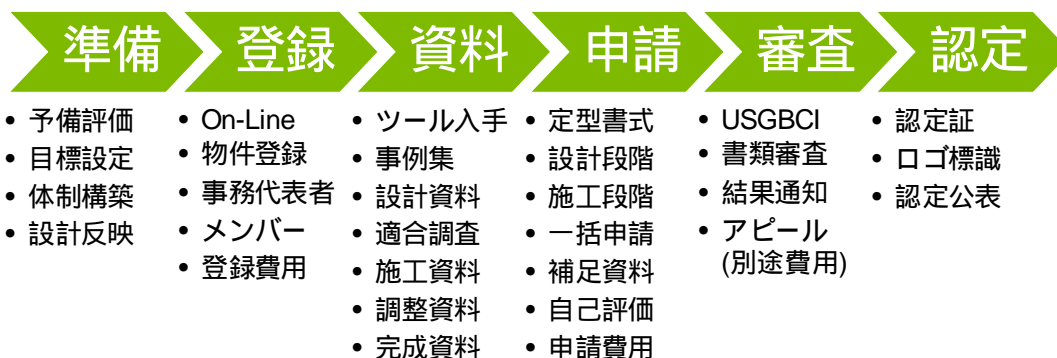 準備
登録
資料
申請
審査
認定
• 予備評価
• 目標設定
• 体制構築
• 設計反映
• On-Line
• 物件登録
• 事務代表者
• メンバー
• 登録費用
• ツール入手
• 事例集
• 設計資料
• 適合調査
• 施工資料
• 調整資料
• 完成資料
• 定型書式
• 設計段階
• 施工段階
• 一括申請
• 補足資料
• 自己評価
• 申請費用
• USGBCI
• 書類審査
• 結果通知
• アピール
(別途費用)
• 認定証
• ロゴ標識
• 認定公表